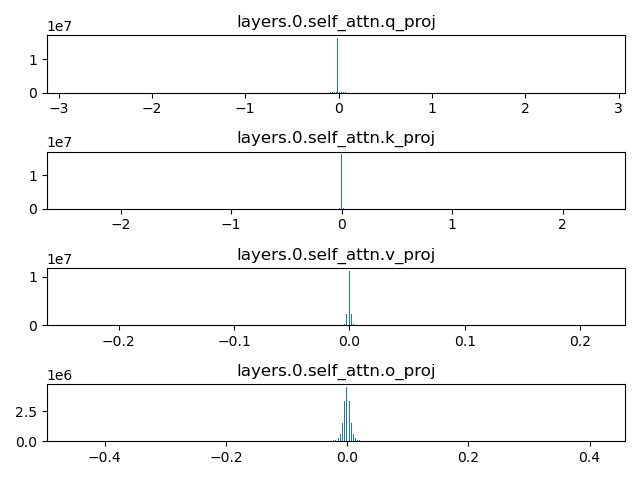 layers.0.self_attn.q_proj
1e7
1
0
−3 −2 −1 0 1 2 3
layers.0.self_attn.k_proj
1e7
1
0
−2 −1 0 1 2
layers.0.self_attn.v_proj
1e7
1
0
−0.2 −0.1 0.0 0.1 0.2
layers.0.self_attn.o_proj
1e6
2.5
0.0
−0.4 −0.2 0.0 0.2 0.4